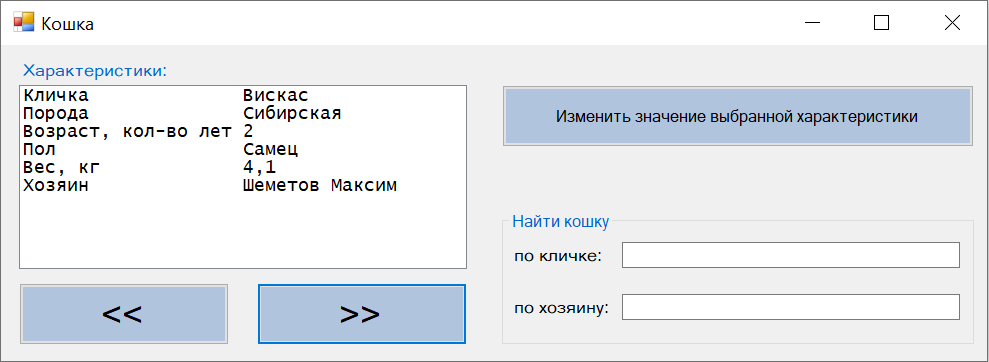 Кошка
Характеристики:
Кличка Вискас
Порода Сибирская
Возраст, кол-во лет 2
Пол Самец
Вес, кг 4,1
Хозяин Шеметов Максим
<< >>
Изменить значение выбранной характеристики
Найти кошку
по кличке:
по хозяину: